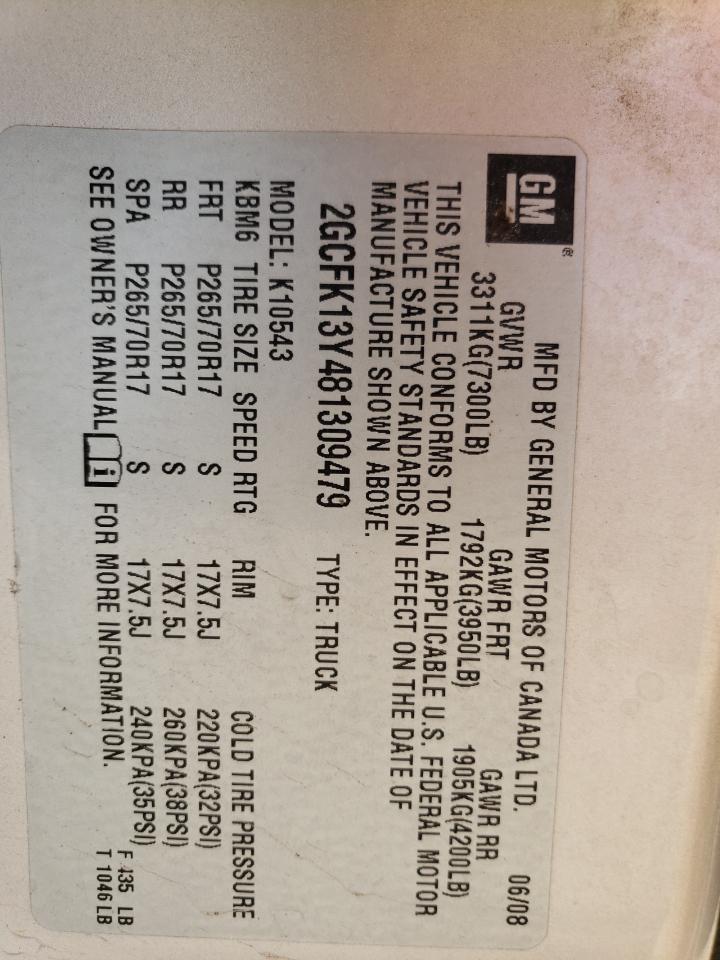 GM ®
MFD BY GENERAL MOTORS OF CANADA LTD. 06/08
GVWR GAWR FRT GAWR RR
3311KG(7300LB) 1792KG(3950LB) 1905KG(4200LB)
THIS VEHICLE CONFORMS TO ALL APPLICABLE U.S. FEDERAL MOTOR
VEHICLE SAFETY STANDARDS IN EFFECT ON THE DATE OF
MANUFACTURE SHOWN ABOVE.
2GCFK13Y481309479 TYPE: TRUCK
MODEL: K10543
KBM6 TIRE SIZE SPEED RTG RIM COLD TIRE PRESSURE
FRT P265/70R17 S 17X7.5J 220KPA(32PSI)
RR P265/70R17 S 17X7.5J 260KPA(38PSI)
SPA P265/70R17 S 17X7.5J 240KPA(35PSI)
SEE OWNER'S MANUAL i FOR MORE INFORMATION.
F 435 LB
T 1046 LB